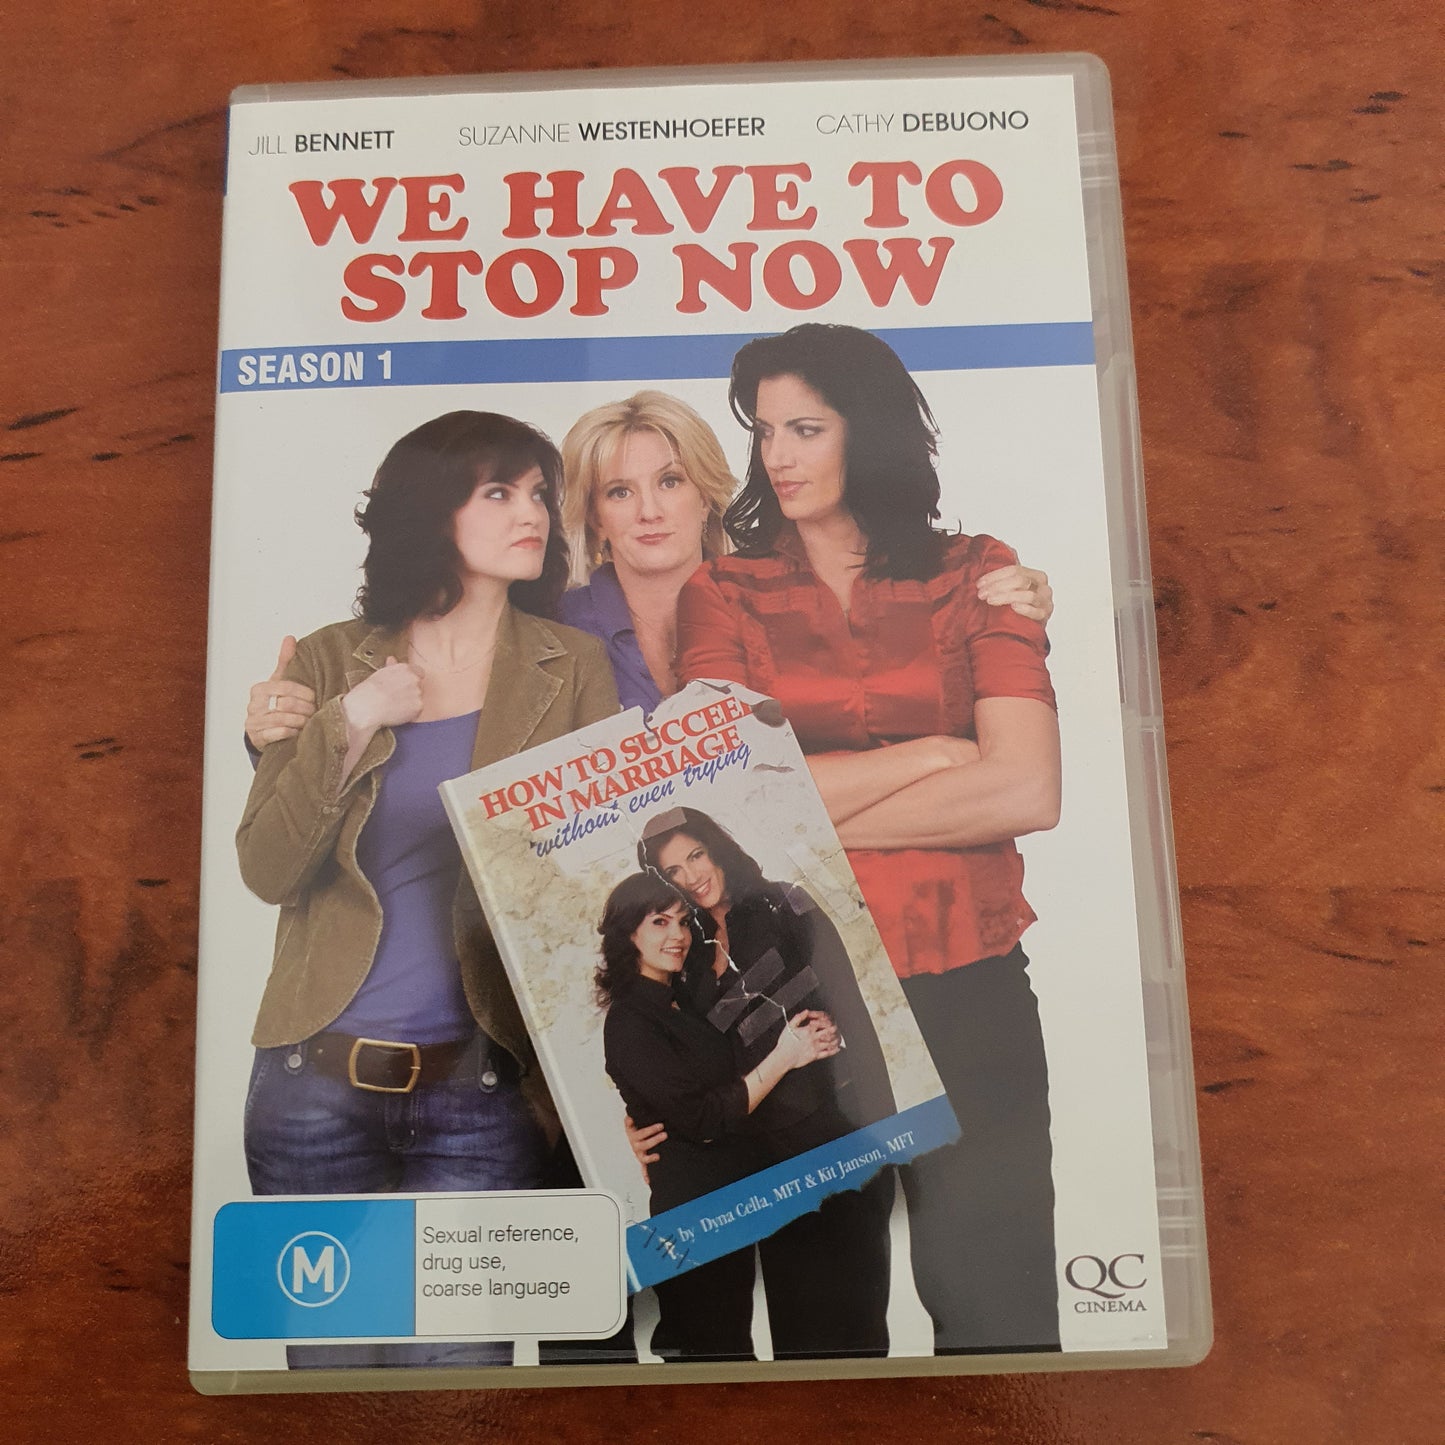 JILL BENNETT SUZANNE WESTENHOEFER CATHY DEBUONO
WE HAVE TO
STOP NOW
SEASON 1
HOW TO SUCCEE
IN MARRIAGE
without even trying
by Dyna Cella, MFT & Kit Janson, MFT
M
Sexual reference,
drug use,
coarse language
QC
CINEMA